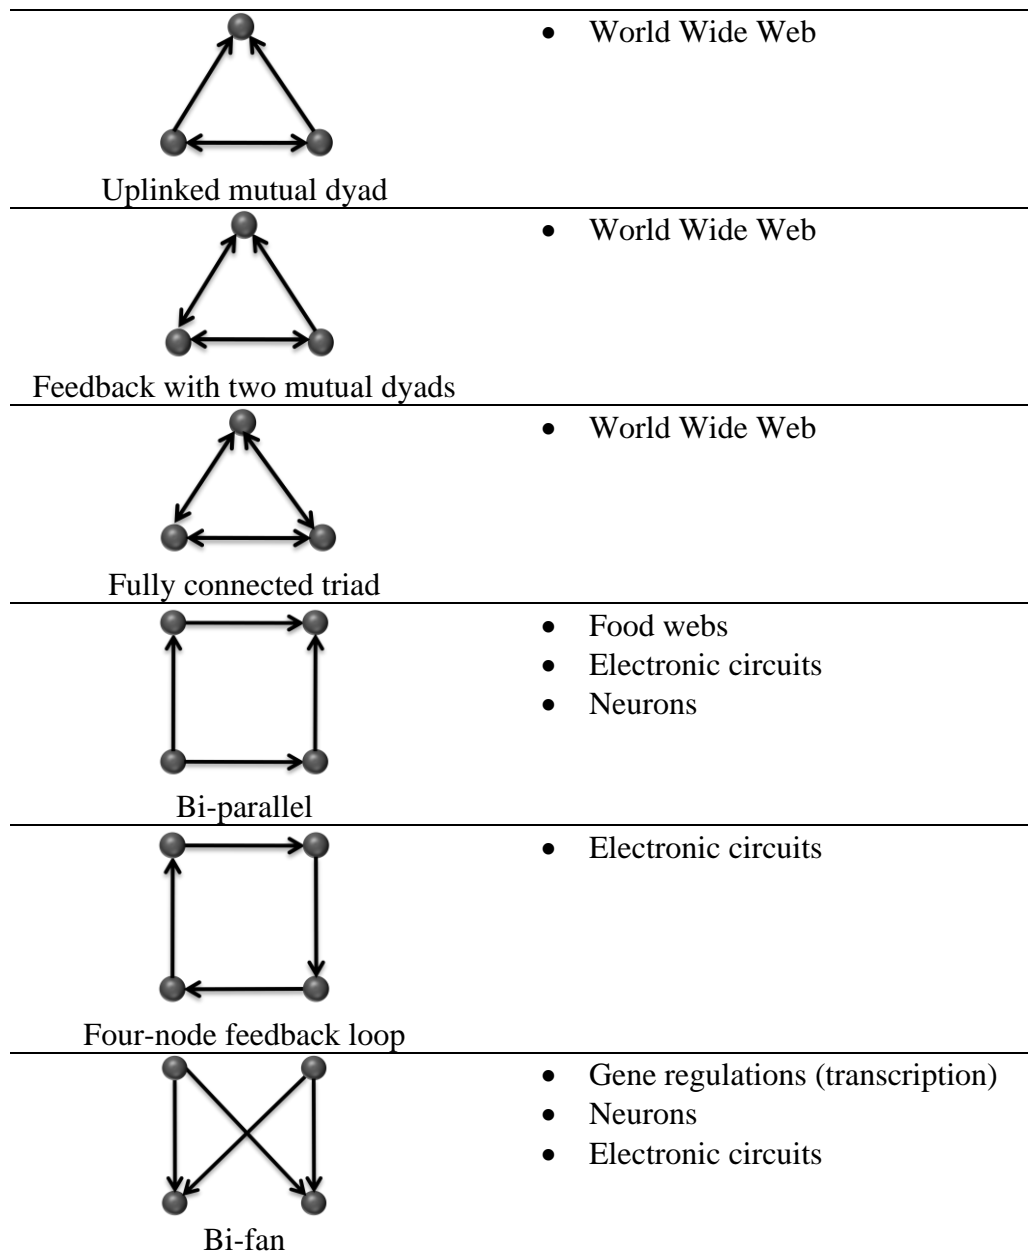 • World Wide Web
Uplinked mutual dyad
• World Wide Web
Feedback with two mutual dyads
• World Wide Web
Fully connected triad
• Food webs
• Electronic circuits
• Neurons
Bi-parallel
• Electronic circuits
Four-node feedback loop
• Gene regulations (transcription)
• Neurons
• Electronic circuits
Bi-fan